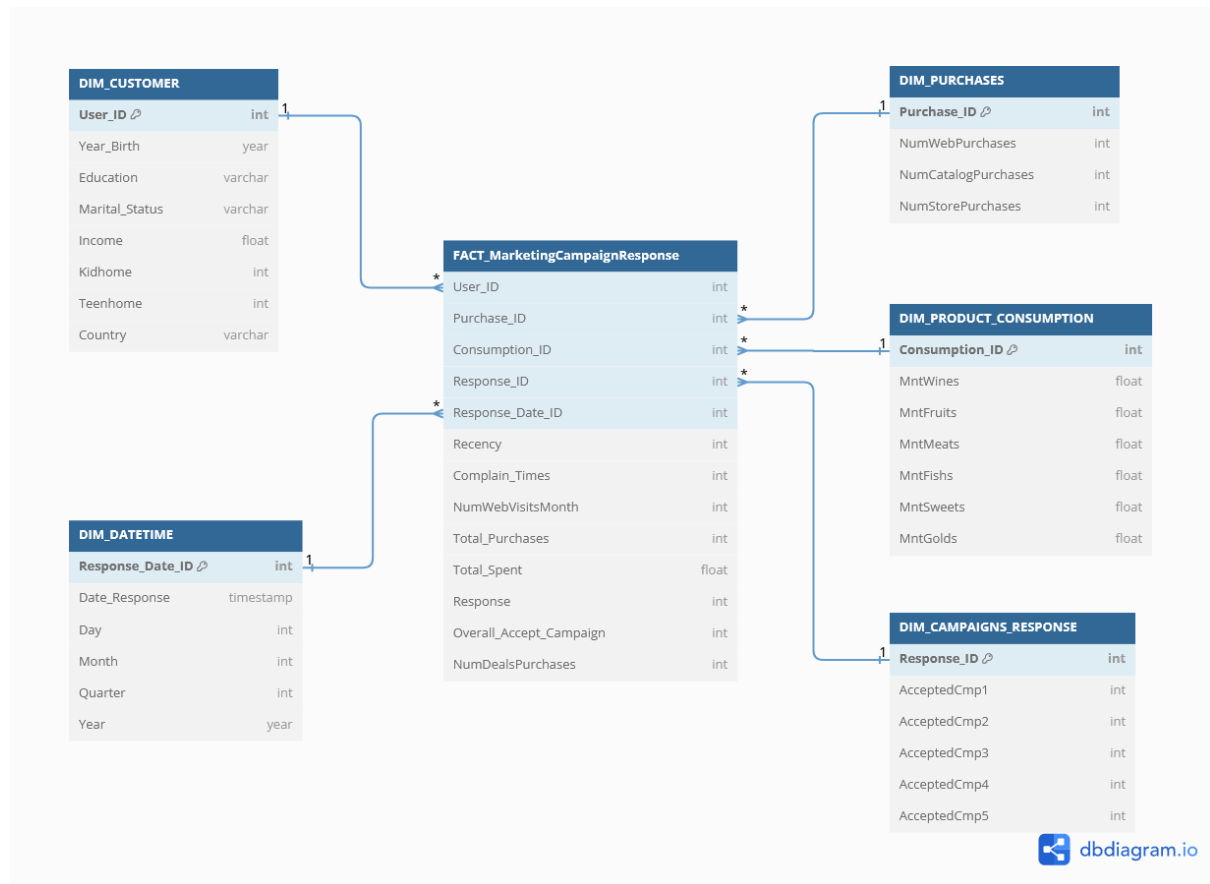 DIM_CUSTOMER
User_ID int
Year_Birth year
Education varchar
Marital_Status varchar
Income float
Kidhome int
Teenhome int
Country varchar
1
*
DIM_DATETIME
Response_Date_ID int
Date_Response timestamp
Day int
Month int
Quarter int
Year year
1
*
FACT_MarketingCampaignResponse
User_ID int
Purchase_ID int
Consumption_ID int
Response_ID int
Response_Date_ID int
Recency int
Complain_Times int
NumWebVisitsMonth int
Total_Purchases int
Total_Spent float
Response int
Overall_Accept_Campaign int
NumDealsPurchases int
*
*
*
DIM_PURCHASES
1
Purchase_ID int
NumWebPurchases int
NumCatalogPurchases int
NumStorePurchases int
DIM_PRODUCT_CONSUMPTION
1
Consumption_ID int
MntWines float
MntFruits float
MntMeats float
MntFishs float
MntSweets float
MntGolds float
DIM_CAMPAIGNS_RESPONSE
1
Response_ID int
AcceptedCmp1 int
AcceptedCmp2 int
AcceptedCmp3 int
AcceptedCmp4 int
AcceptedCmp5 int
dbdiagram.io